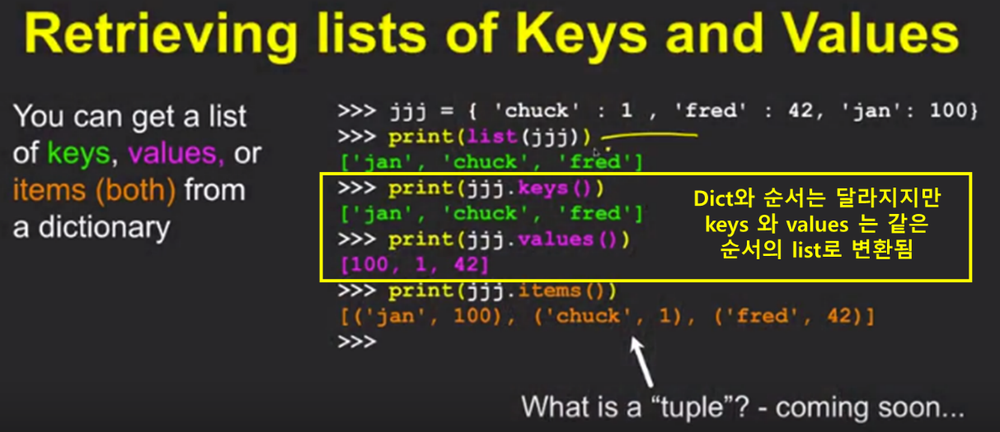 Retrieving lists of Keys and Values
You can get a list
of keys, values, or
items (both) from
a dictionary
>>> jjj = { 'chuck' : 1 , 'fred' : 42, 'jan': 100}
>>> print(list(jjj))
['jan', 'chuck', 'fred']
>>> print(jjj.keys())
['jan', 'chuck', 'fred']
>>> print(jjj.values())
[100, 1, 42]
>>> print(jjj.items())
[('jan', 100), ('chuck', 1), ('fred', 42)]
>>>
Dict와 순서는 달라지지만
keys 와 values 는 같은
순서의 list로 변환됨
What is a “tuple”? - coming soon...